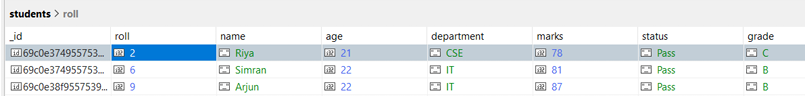 students > roll
_id roll name age department marks status grade
69c0e374955753... 2 Riya 21 CSE 78 Pass C
69c0e374955753... 6 Simran 22 IT 81 Pass B
69c0e38f9557539... 9 Arjun 22 IT 87 Pass B